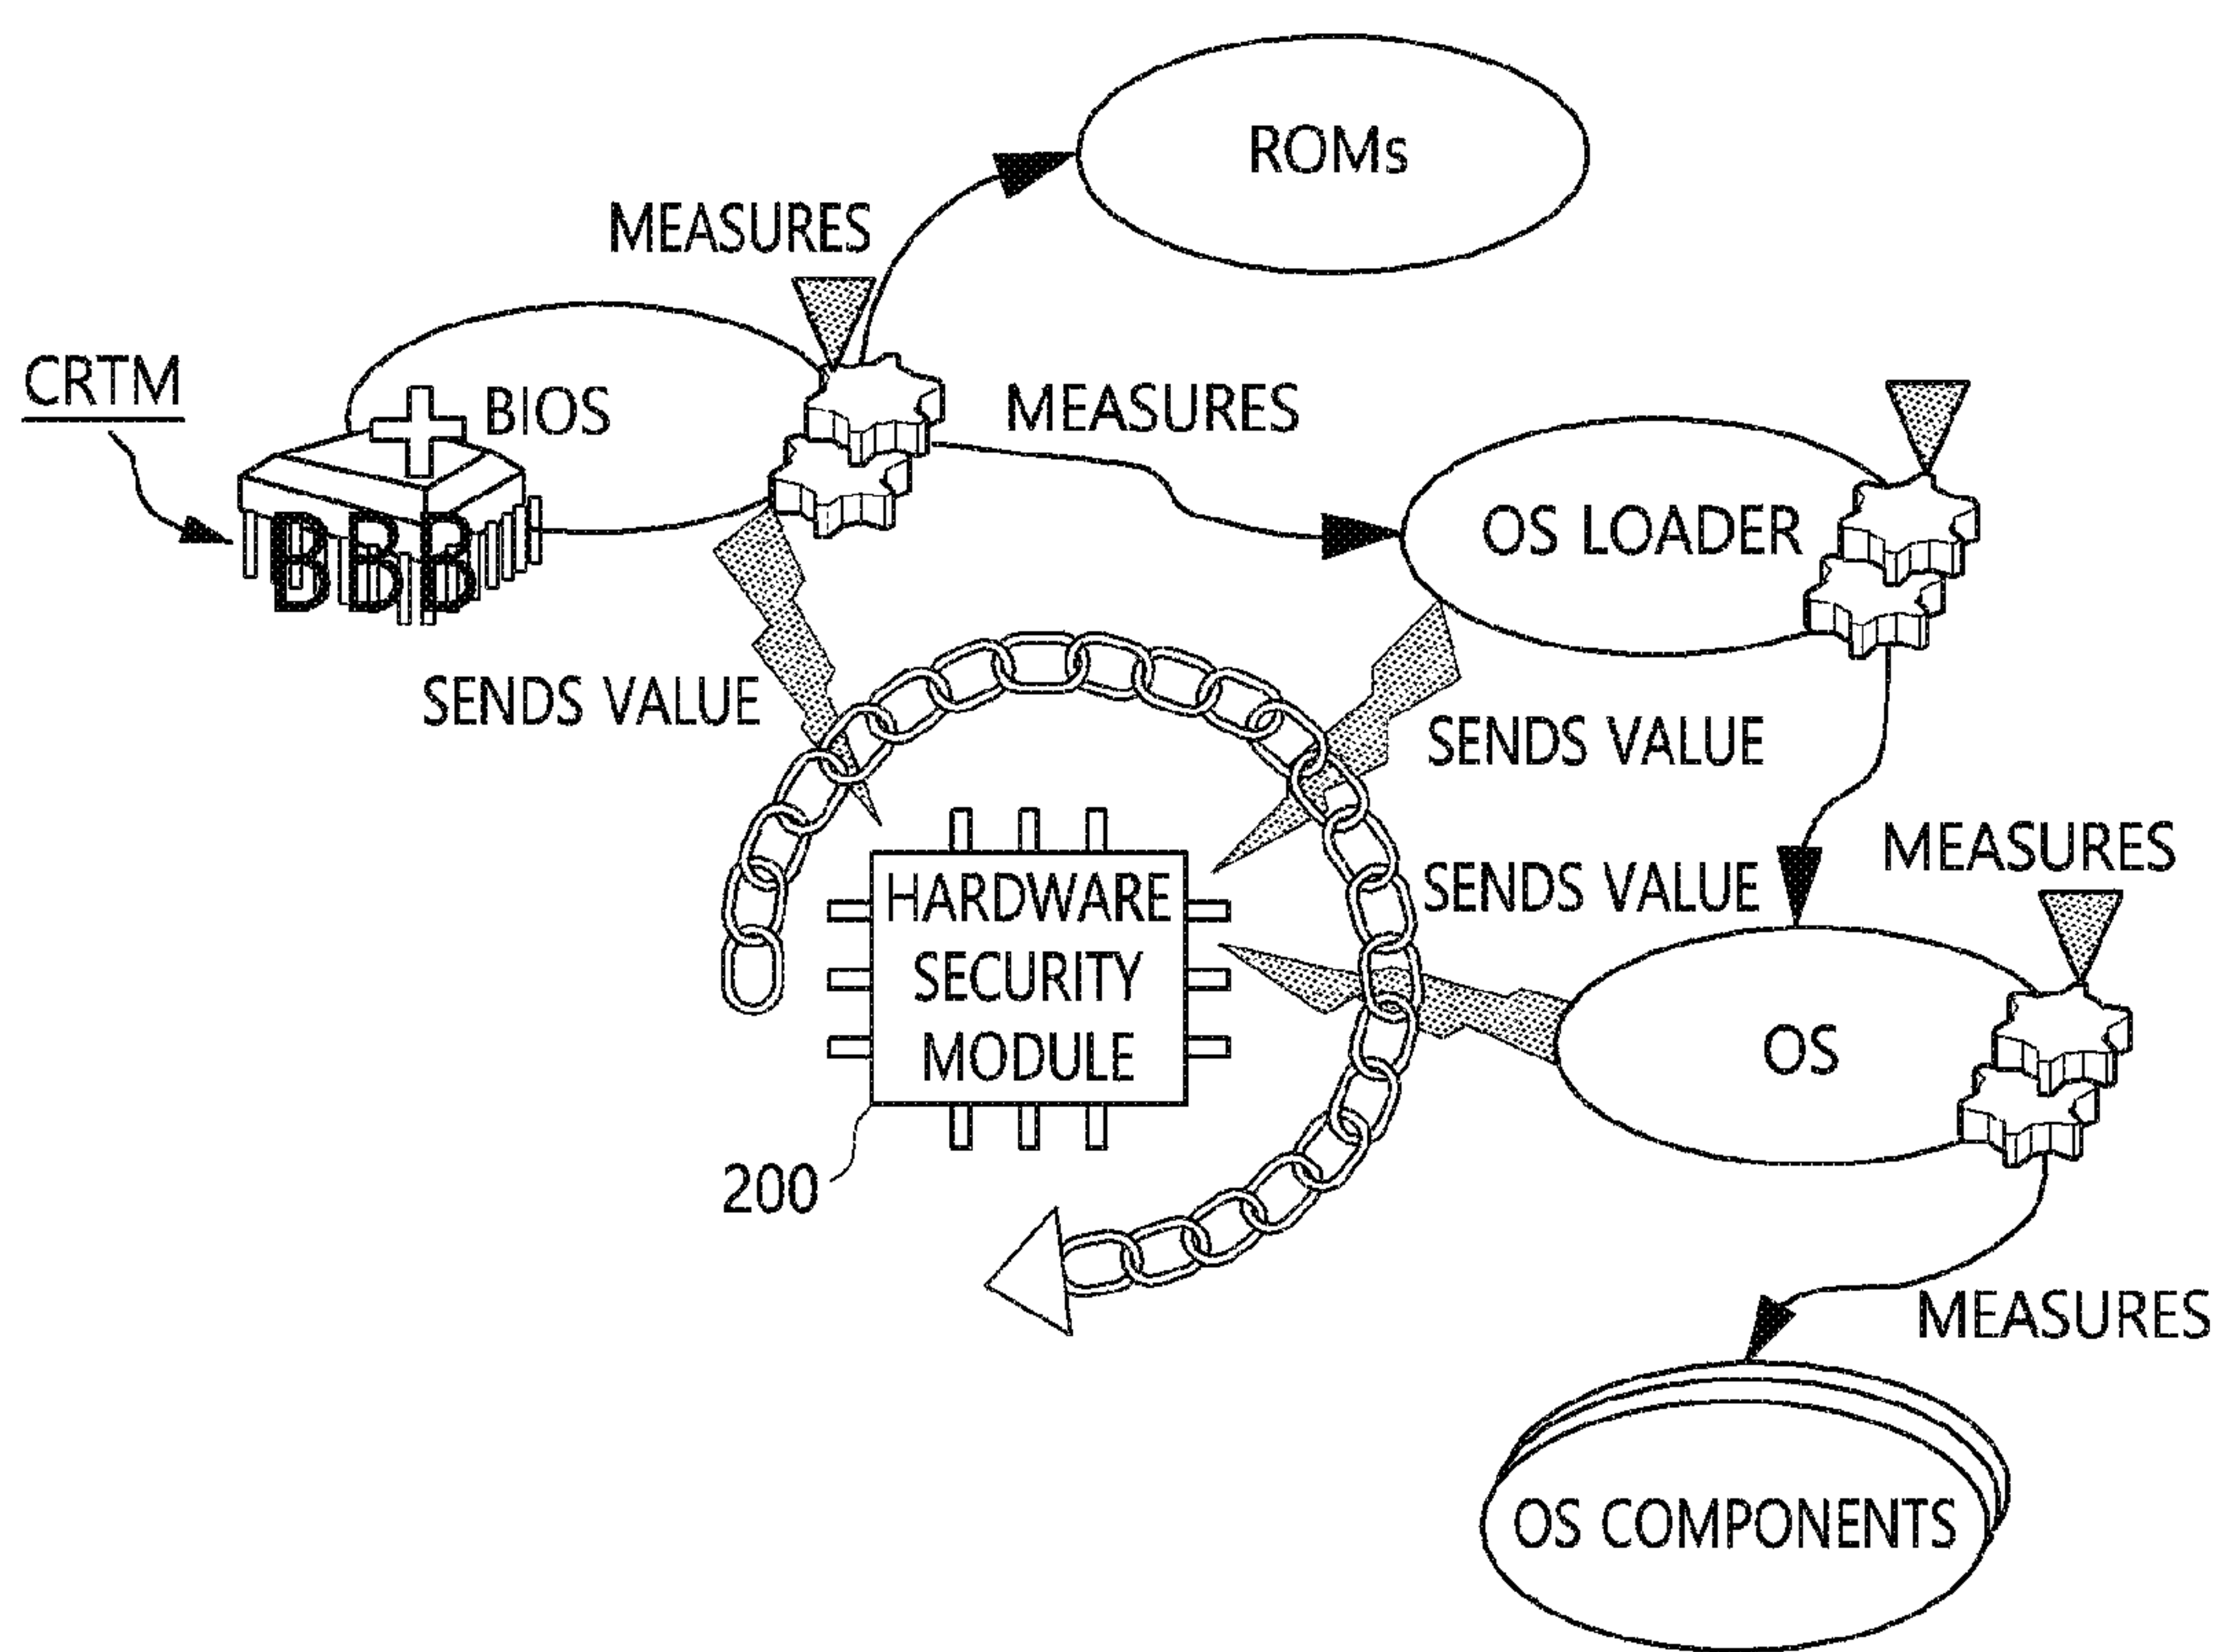 ROMs
MEASURES
CRTM
BIOS
MEASURES
BBB
OS LOADER
SENDS VALUE
SENDS VALUE
MEASURES
SENDS VALUE
HARDWARE
SECURITY
MODULE
OS
200
MEASURES
OS COMPONENTS